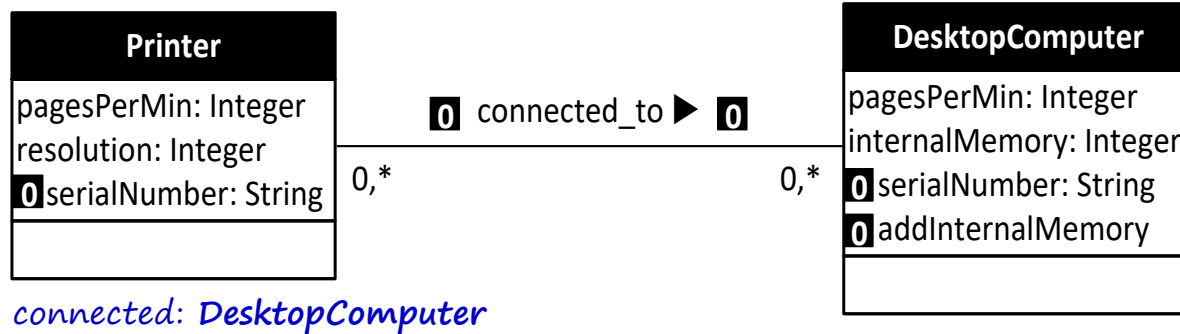 Printer
pagesPerMin: Integer
resolution: Integer
0 serialNumber: String
0 connected_to ▶ 0
0,* 0,*
DesktopComputer
pagesPerMin: Integer
internalMemory: Integer
0 serialNumber: String
0 addInternalMemory
connected: DesktopComputer